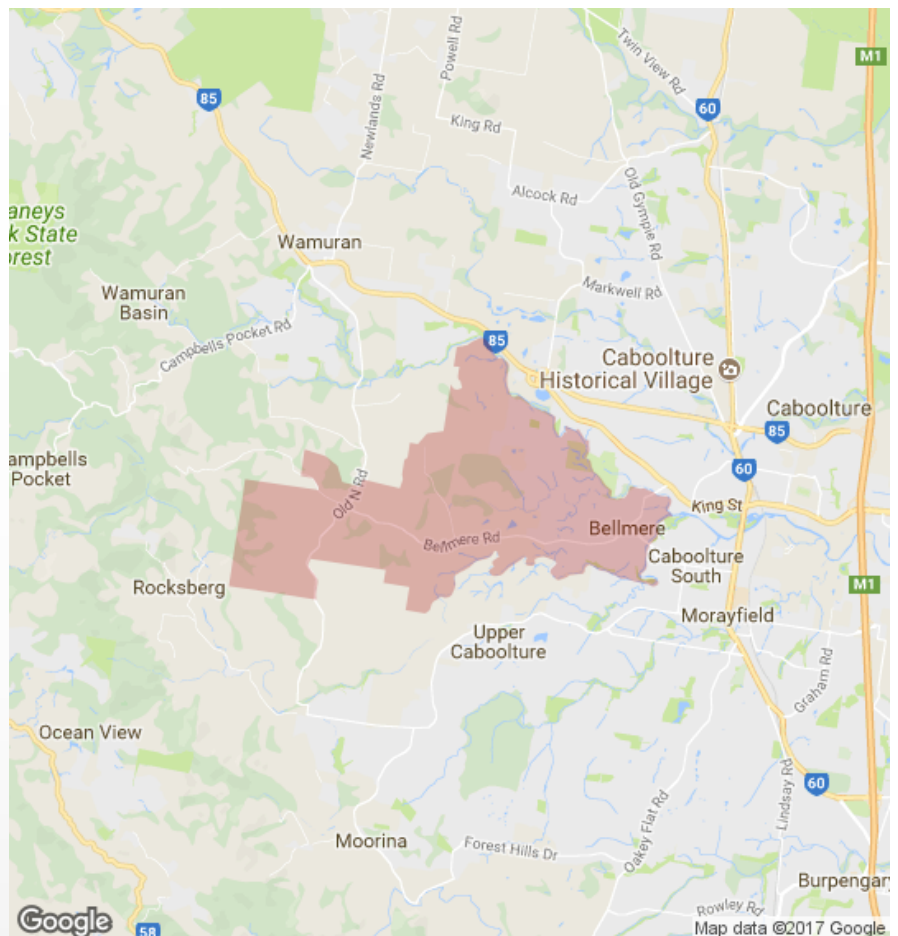 M1
85
Twin View Rd
Powell Rd
60
Newlands Rd
King Rd
Old Gympie Rd
Alcock Rd
aneys
k State
orest
Wamuran
Wamuran
Basin
Markwell Rd
Campbells Pocket Rd
85
Caboolture
Historical Village
Caboolture
85
ampbells
Pocket
60
Old N Rd
King St
Bellmere
Bellmere Rd
Caboolture
South
Rocksberg
M1
Morayfield
Upper
Caboolture
Graham Rd
Ocean View
60
Lindsay Rd
Oakey Flat Rd
Moorina
Forest Hills Dr
Burpengary
Rowley Rd
Google
58
Map data ©2017 Google